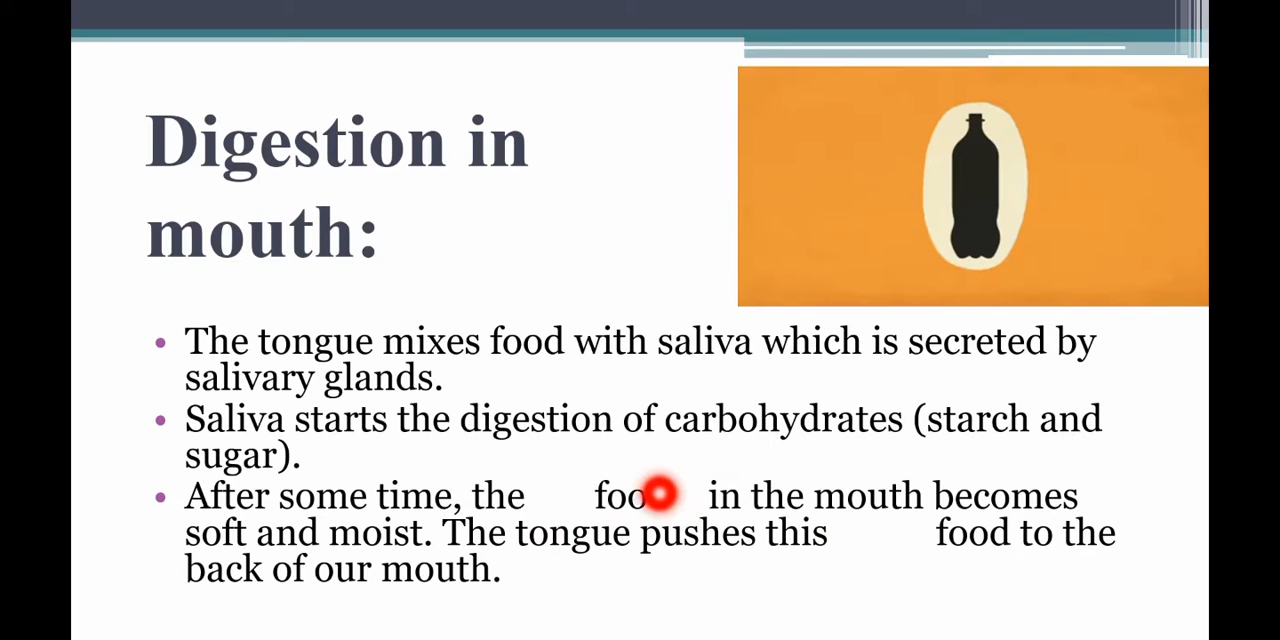 Digestion in
mouth:
• The tongue mixes food with saliva which is secreted by
salivary glands.
• Saliva starts the digestion of carbohydrates (starch and
sugar).
• After some time, the food in the mouth becomes
soft and moist. The tongue pushes this food to the
back of our mouth.